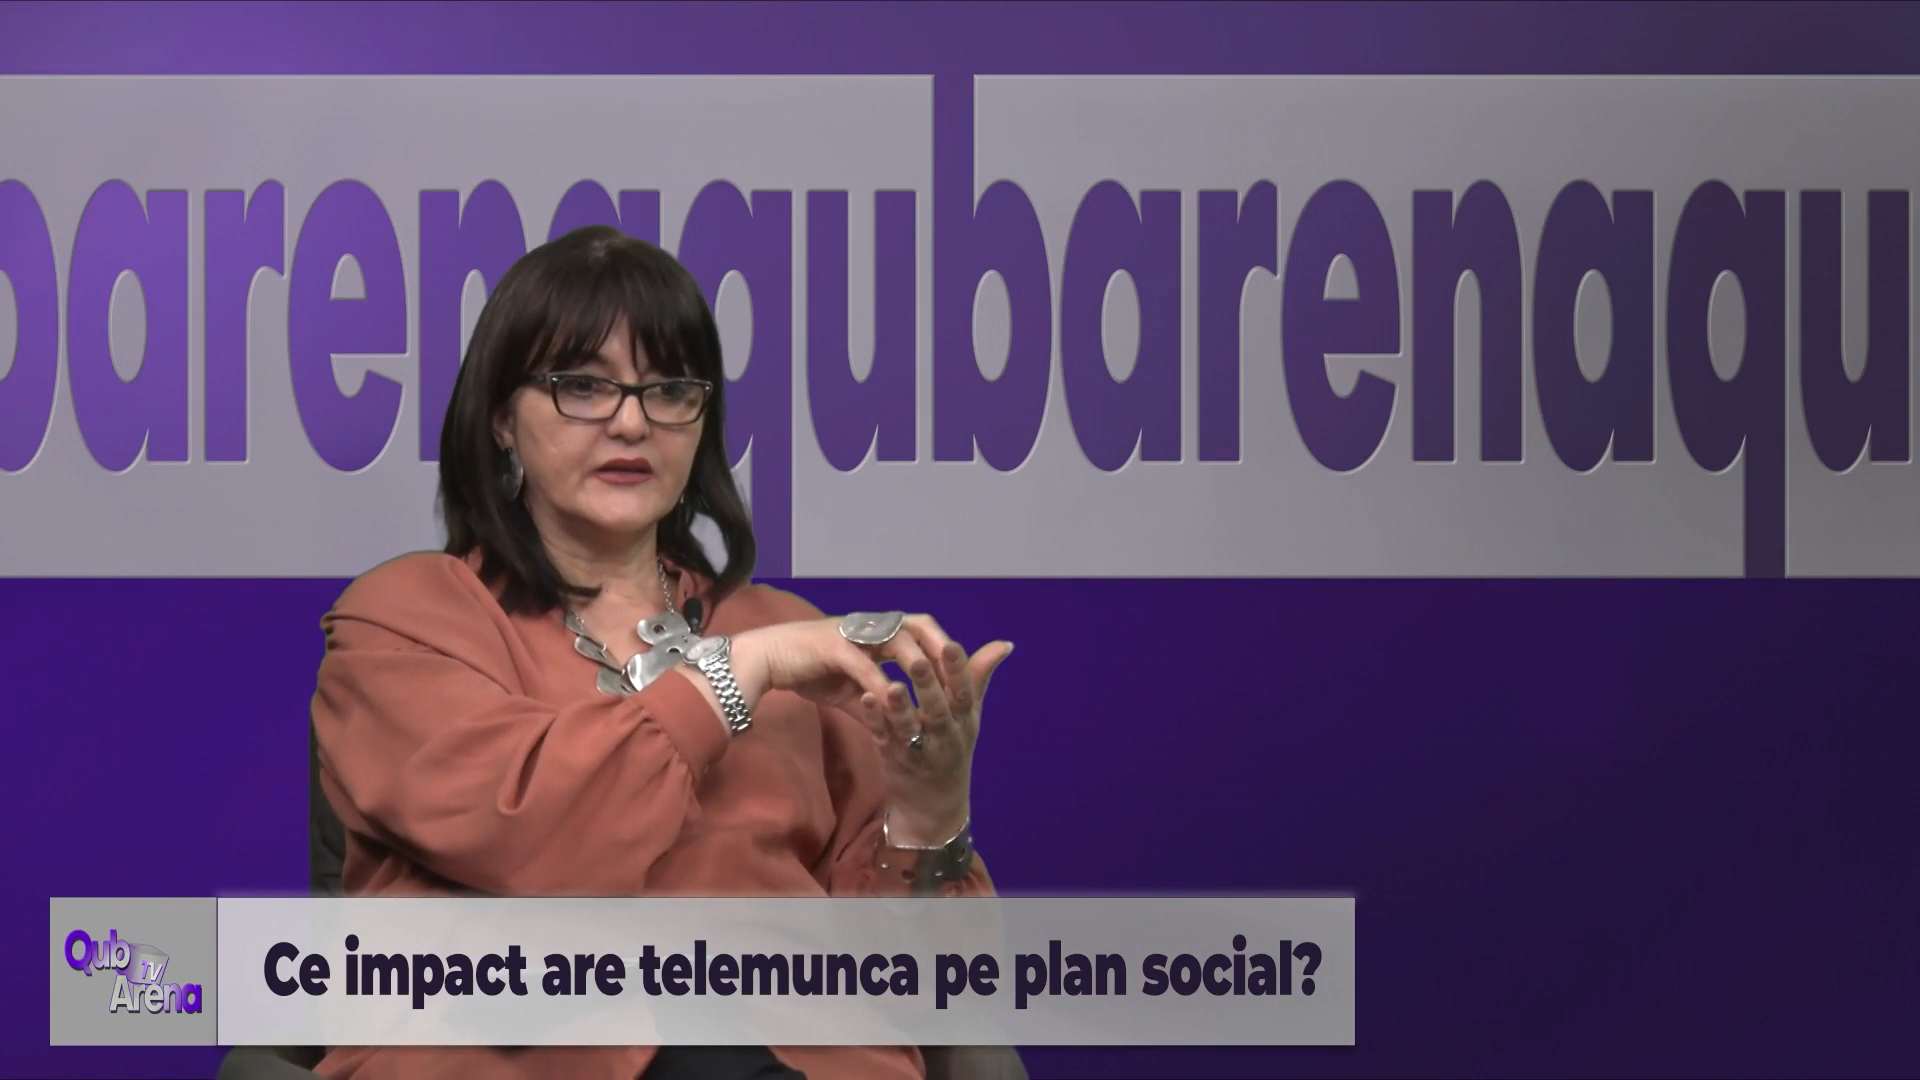 barenaqubarenaqu
Qub
TV
Arena
Ce impact are telemunca pe plan social?